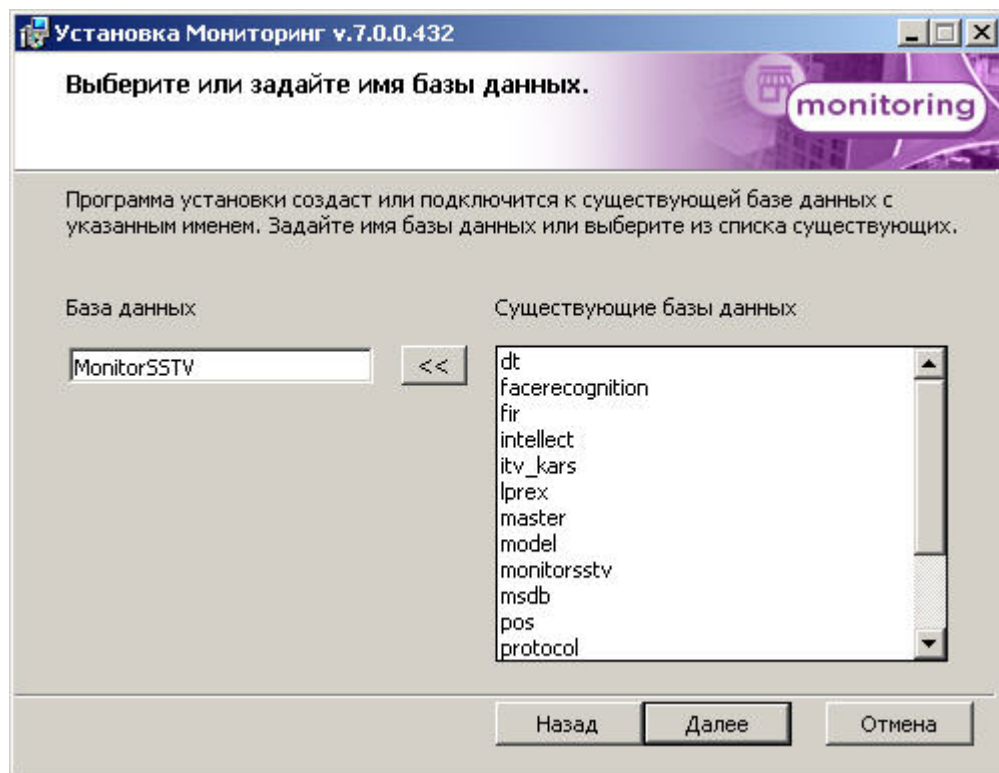 Установка Мониторинг v.7.0.0.432
Выберите или задайте имя базы данных.
monitoring
Программа установки создаст или подключится к существующей базе данных с
указанным именем. Задайте имя базы данных или выберите из списка существующих.
База данных
Существующие базы данных
MonitorSSTV
<<
dt
facerecognition
fir
intellect
itv_kars
lprex
master
model
monitorsstv
msdb
pos
protocol
Назад
Далее
Отмена